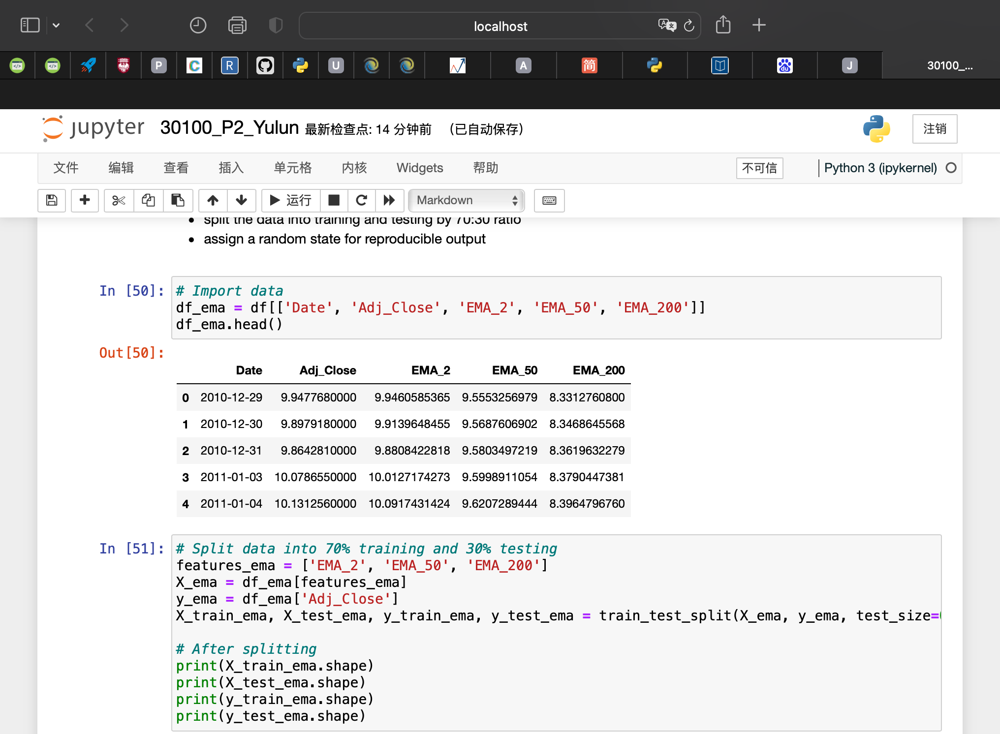 localhost
P
C
R
U
A
简
du
J
30100_...
jupyter 30100_P2_Yulun 最新检查点: 14 分钟前 （已自动保存） 注销
文件 编辑 查看 插入 单元格 内核 Widgets 帮助 不可信 Python 3 (ipykernel)
运行 Markdown
split the data into training and testing by 70:30 ratio
assign a random state for reproducible output
In [50]: # Import data
df_ema = df[['Date', 'Adj_Close', 'EMA_2', 'EMA_50', 'EMA_200']]
df_ema.head()
Out[50]:
Date Adj_Close EMA_2 EMA_50 EMA_200
0 2010-12-29 9.9477680000 9.9460585365 9.5553256979 8.3312760800
1 2010-12-30 9.8979180000 9.9139648455 9.5687606902 8.3468645568
2 2010-12-31 9.8642810000 9.8808422818 9.5803497219 8.3619632279
3 2011-01-03 10.0786550000 10.0127174273 9.5998911054 8.3790447381
4 2011-01-04 10.1312560000 10.0917431424 9.6207289444 8.3964796760
In [51]: # Split data into 70% training and 30% testing
features_ema = ['EMA_2', 'EMA_50', 'EMA_200']
X_ema = df_ema[features_ema]
y_ema = df_ema['Adj_Close']
X_train_ema, X_test_ema, y_train_ema, y_test_ema = train_test_split(X_ema, y_ema, test_size=
# After splitting
print(X_train_ema.shape)
print(X_test_ema.shape)
print(y_train_ema.shape)
print(y_test_ema.shape)